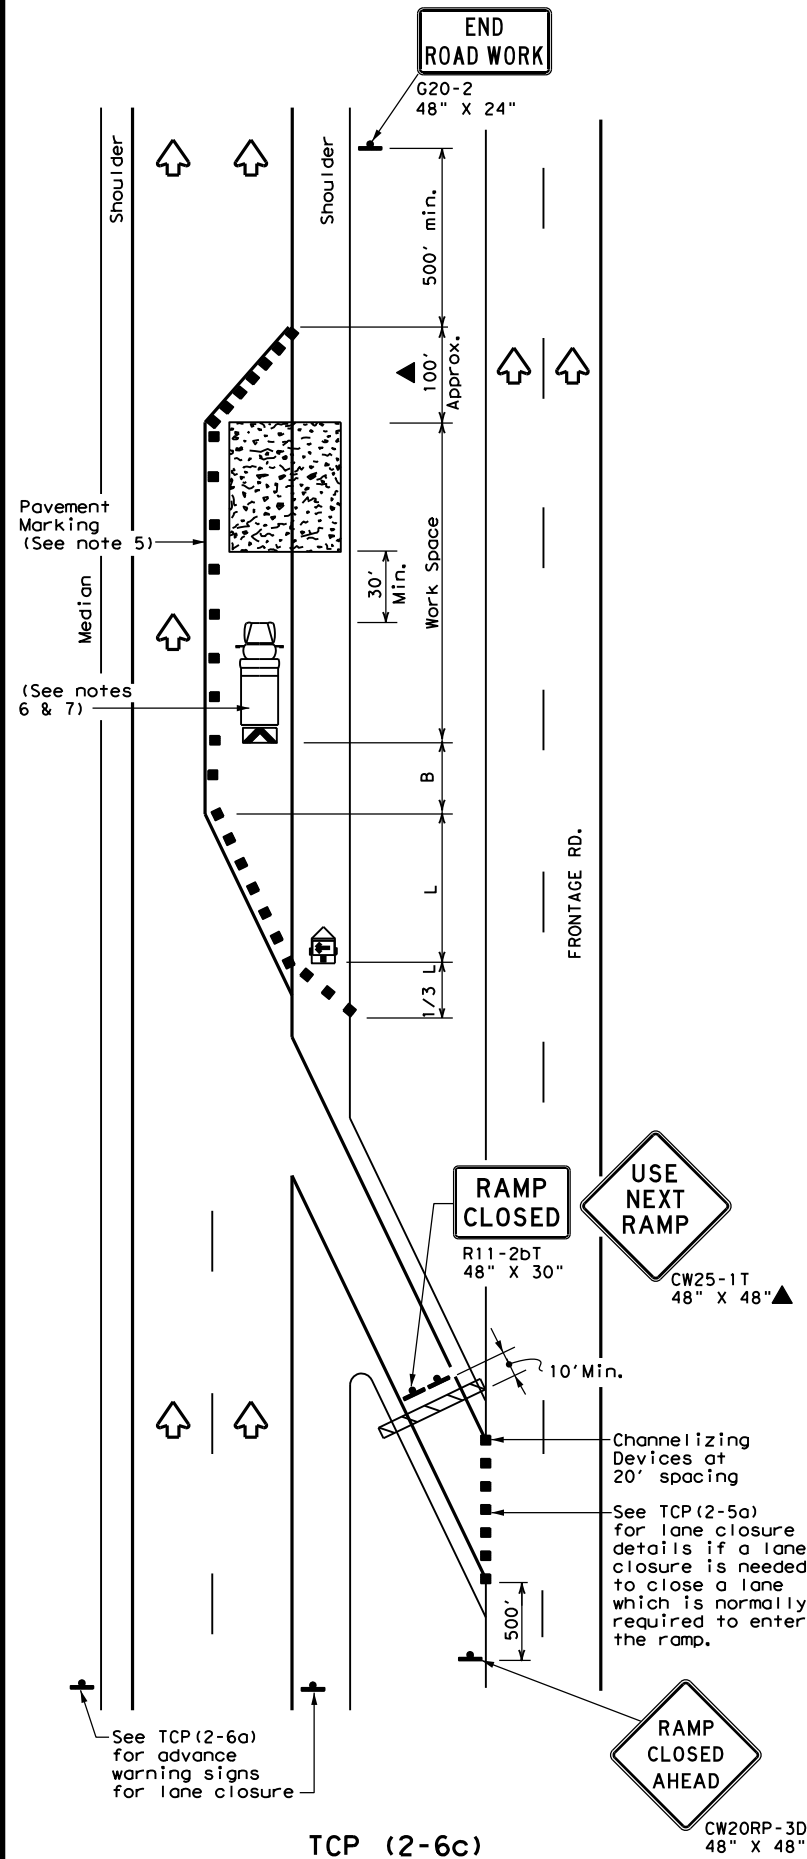 END
ROAD WORK
G20-2
48" X 24"
Shoulder
Shoulder
500' min.
100'
Approx.
Pavement
Marking
(See note 5)
Median
30'
Min.
Work Space
(See notes
6 & 7)
B
L
FRONTAGE RD.
1/3 L
RAMP
CLOSED
R11-2bT
48" X 30"
USE
NEXT
RAMP
CW25-1T
48" X 48"
10'Min.
Channelizing
Devices at
20' spacing
See TCP(2-5a)
for lane closure
details if a lane
closure is needed
to close a lane
which is normally
required to enter
the ramp.
500'
See TCP(2-6a)
for advance
warning signs
for lane closure
RAMP
CLOSED
AHEAD
CW20RP-3D
48" X 48"
TCP (2-6c)